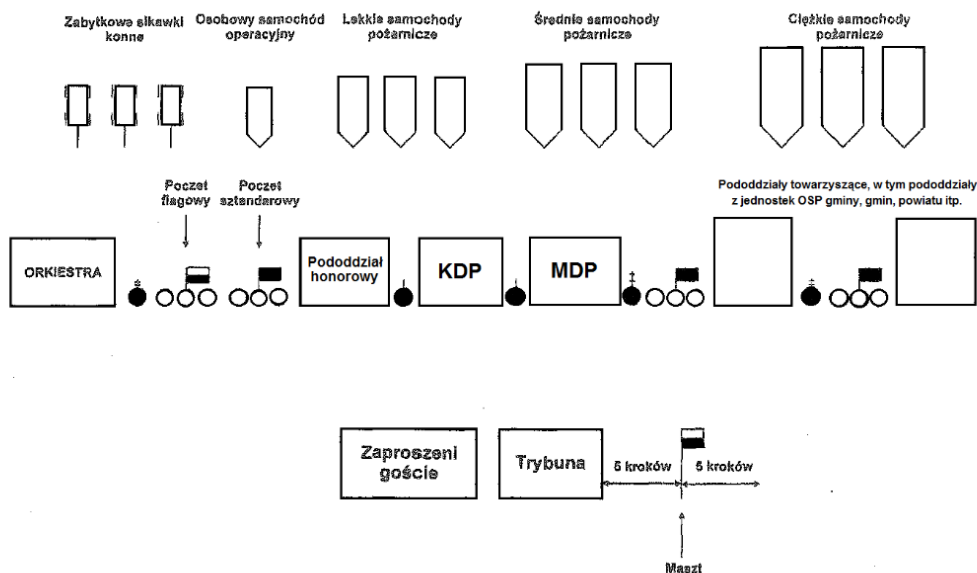 Zabytkowe sikawki
konne
Osobowy samochód
operacyjny
Lekkie samochody
pożarnicze
Średnie samochody
pożarnicze
Ciężkie samochody
pożarnicze
Poczet
flagowy
Poczet
sztandarowy
Pododdziały towarzyszące, w tym pododdziały
z jednostek OSP gminy, gmin, powiatu itp.
ORKIESTRA
Pododdział
honorowy
KDP
MDP
Zaproszeni
goście
Trybuna
5 kroków
5 kroków
Maszt